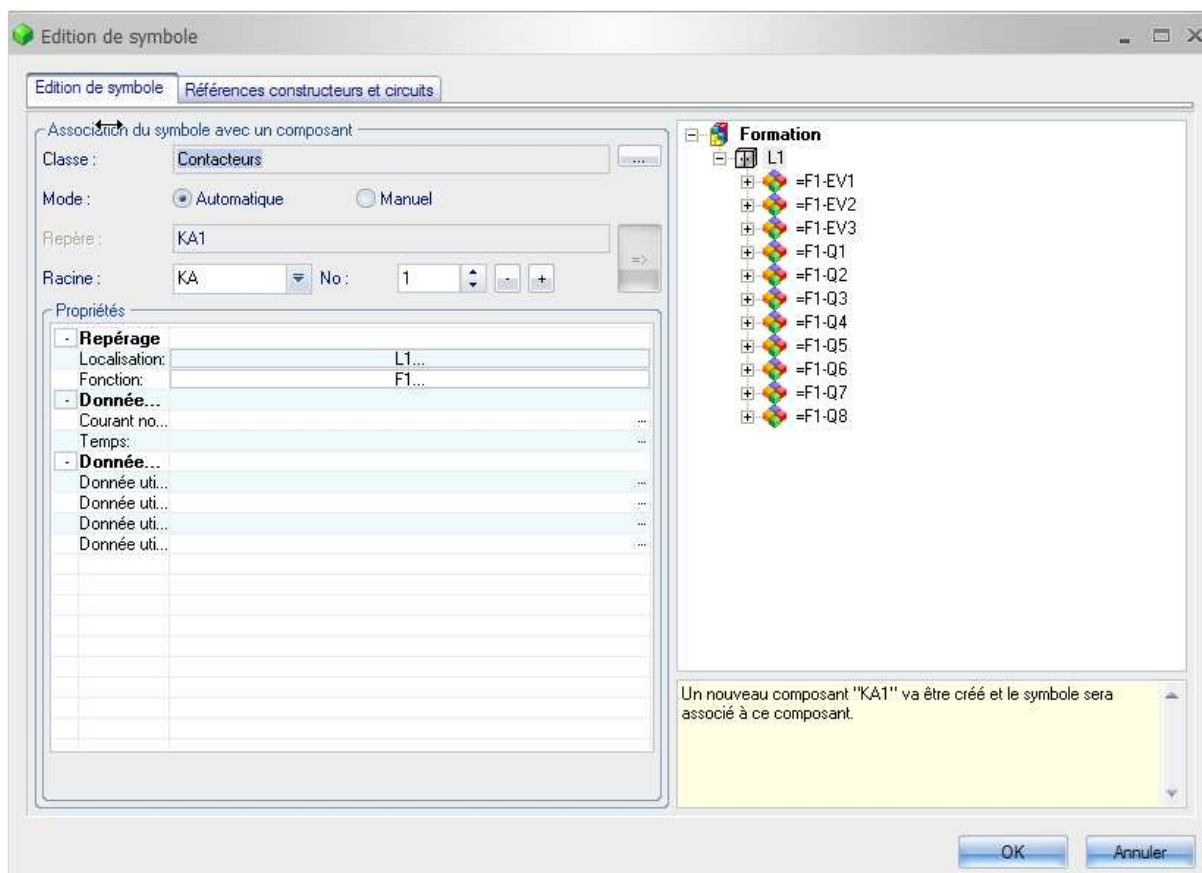 Edition de symbole
Edition de symbole
Références constructeurs et circuits
Association du symbole avec un composant
Classe :
Contacteurs
...
Mode :
Automatique
Manuel
Repère :
KA1
=>
Racine :
KA
No :
1
-
+
Propriétés
Repérage
Localisation:
L1...
Fonction:
F1...
Donnée...
Courant no...
...
Temps:
...
Donnée...
Donnée uti...
...
Donnée uti...
...
Donnée uti...
...
Donnée uti...
...
Formation
L1
=F1-EV1
=F1-EV2
=F1-EV3
=F1-Q1
=F1-Q2
=F1-Q3
=F1-Q4
=F1-Q5
=F1-Q6
=F1-Q7
=F1-Q8
Un nouveau composant "KA1" va être créé et le symbole sera
associé à ce composant.
OK
Annuler